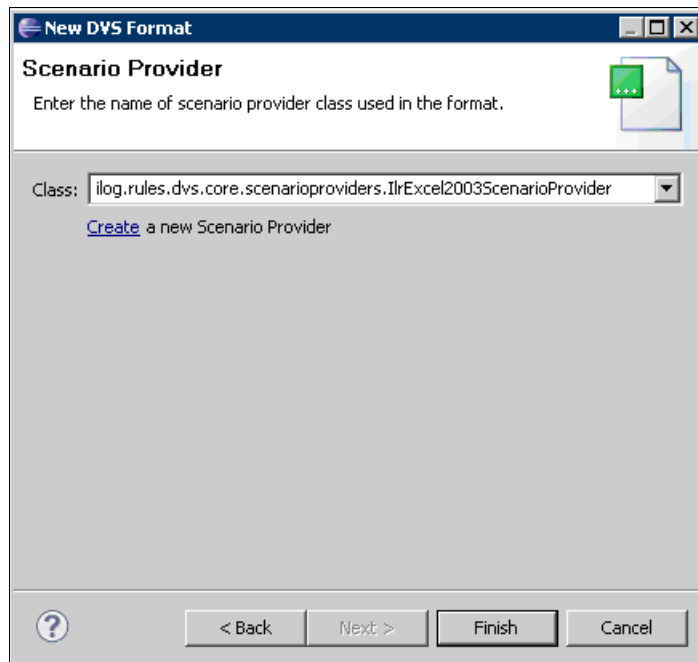 New DVS Format
Scenario Provider
Enter the name of scenario provider class used in the format.
Class: ilog.rules.dvs.core.scenarioproviders.IlrExcel2003ScenarioProvider
Create a new Scenario Provider
? < Back Next > Finish Cancel